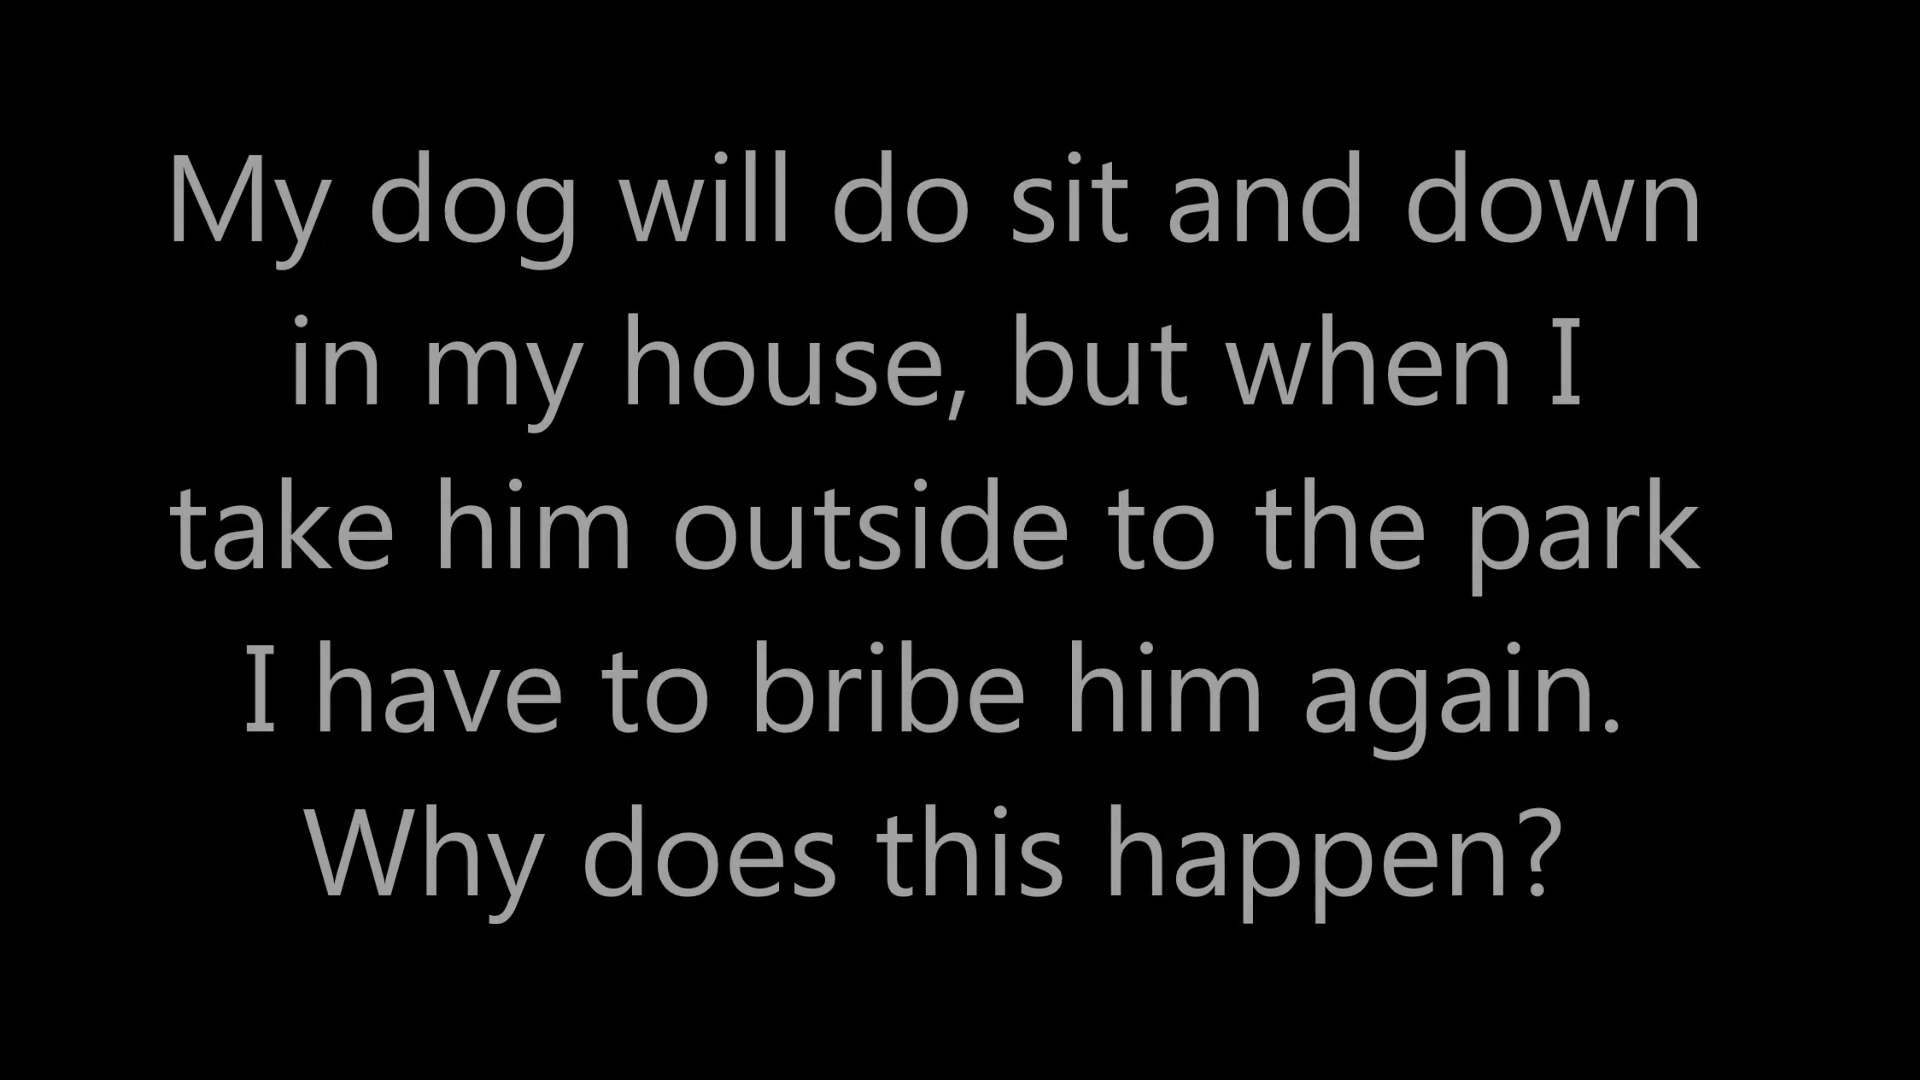 My dog will do sit and down
in my house, but when I
take him outside to the park
I have to bribe him again.
Why does this happen?